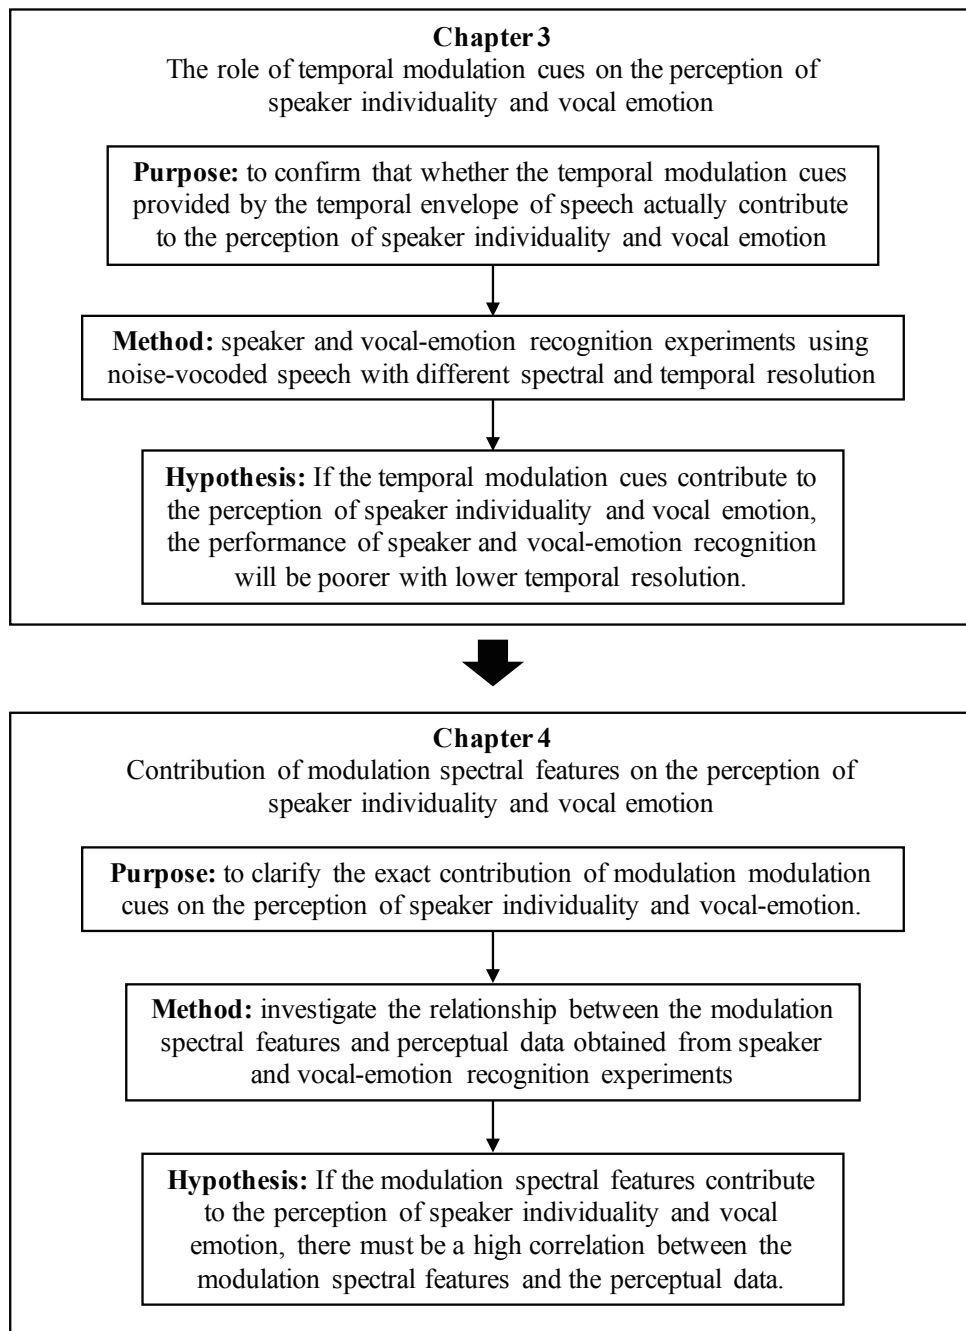 Chapter 3
The role of temporal modulation cues on the perception of
speaker individuality and vocal emotion
Purpose: to confirm that whether the temporal modulation cues
provided by the temporal envelope of speech actually contribute
to the perception of speaker individuality and vocal emotion
Method: speaker and vocal-emotion recognition experiments using
noise-vocoded speech with different spectral and temporal resolution
Hypothesis: If the temporal modulation cues contribute to
the perception of speaker individuality and vocal emotion,
the performance of speaker and vocal-emotion recognition
will be poorer with lower temporal resolution.
Chapter 4
Contribution of modulation spectral features on the perception of
speaker individuality and vocal emotion
Purpose: to clarify the exact contribution of modulation modulation
cues on the perception of speaker individuality and vocal-emotion.
Method: investigate the relationship between the modulation
spectral features and perceptual data obtained from speaker
and vocal-emotion recognition experiments
Hypothesis: If the modulation spectral features contribute
to the perception of speaker individuality and vocal
emotion, there must be a high correlation between the
modulation spectral features and the perceptual data.